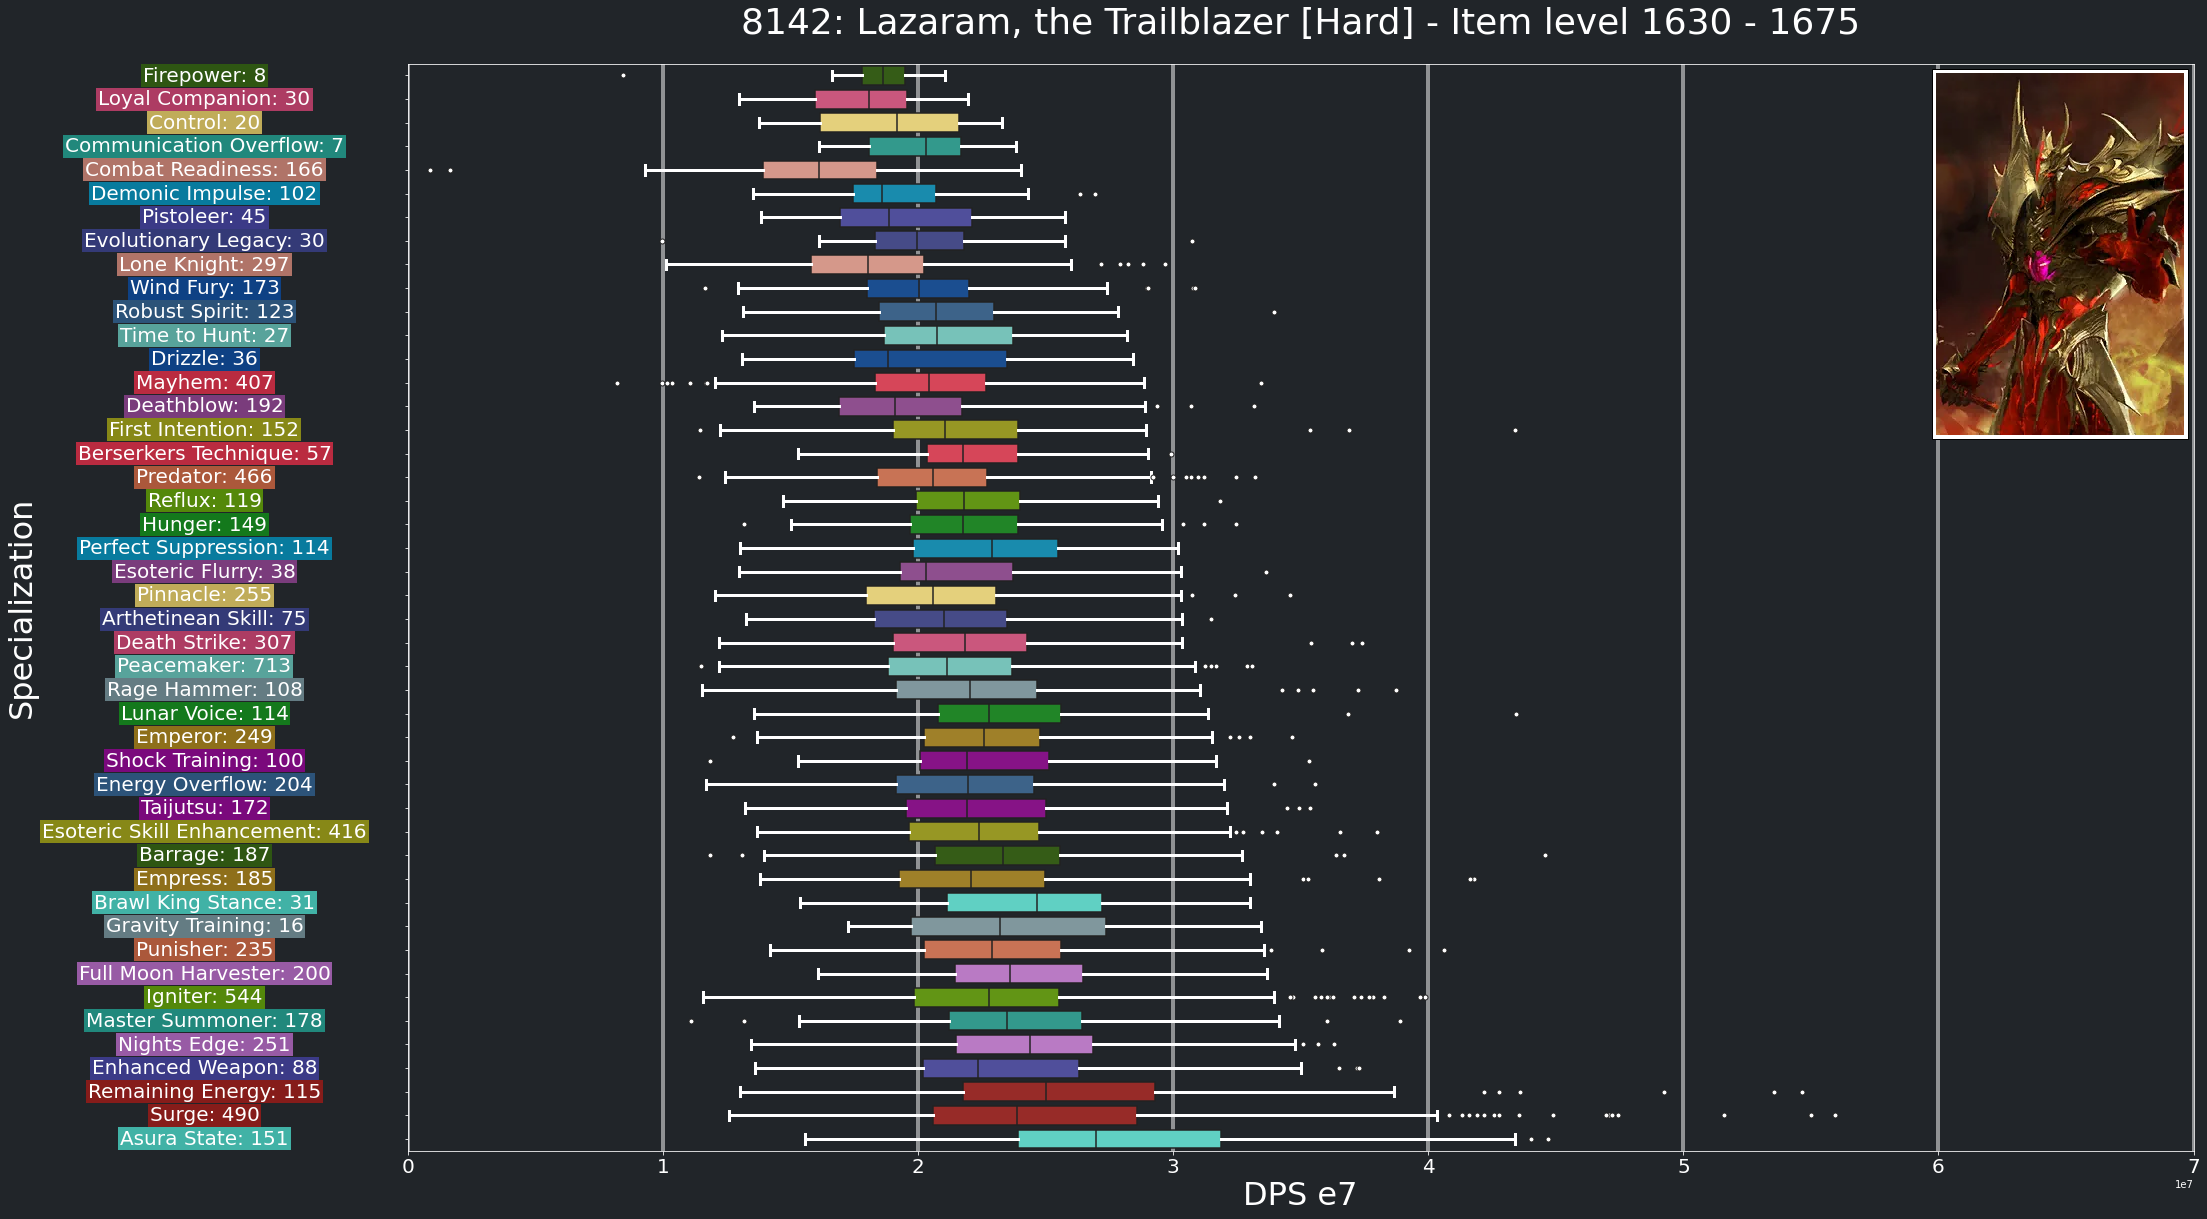 8142: Lazaram, the Trailblazer [Hard] - Item level 1630 - 1675
Specialization
Firepower: 8
Loyal Companion: 30
Control: 20
Communication Overflow: 7
Combat Readiness: 166
Demonic Impulse: 102
Pistoleer: 45
Evolutionary Legacy: 30
Lone Knight: 297
Wind Fury: 173
Robust Spirit: 123
Time to Hunt: 27
Drizzle: 36
Mayhem: 407
Deathblow: 192
First Intention: 152
Berserkers Technique: 57
Predator: 466
Reflux: 119
Hunger: 149
Perfect Suppression: 114
Esoteric Flurry: 38
Pinnacle: 255
Arthetinean Skill: 75
Death Strike: 307
Peacemaker: 713
Rage Hammer: 108
Lunar Voice: 114
Emperor: 249
Shock Training: 100
Energy Overflow: 204
Taijutsu: 172
Esoteric Skill Enhancement: 416
Barrage: 187
Empress: 185
Brawl King Stance: 31
Gravity Training: 16
Punisher: 235
Full Moon Harvester: 200
Igniter: 544
Master Summoner: 178
Nights Edge: 251
Enhanced Weapon: 88
Remaining Energy: 115
Surge: 490
Asura State: 151
0 1 2 3 4 5 6 7
1e7
DPS e7